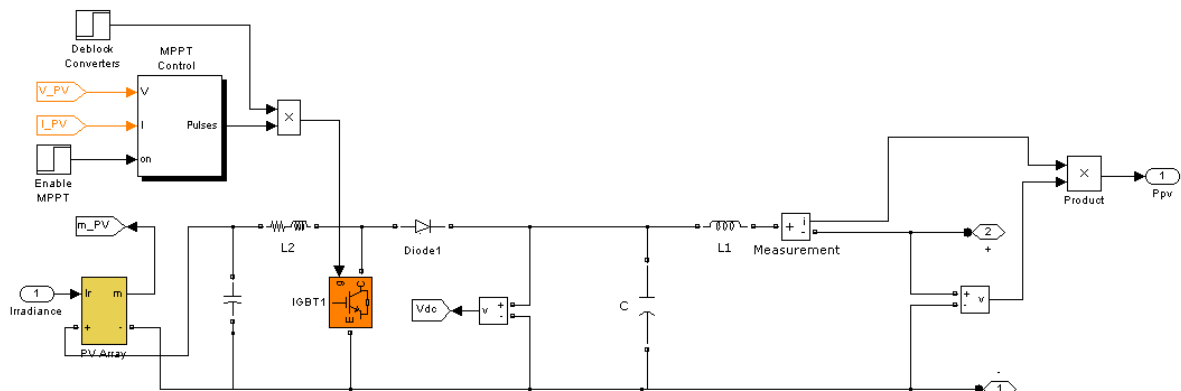 Deblock
Converters
MPPT
Control
V_PV
V
I_PV
I
Pulses
on
Enable
MPPT
×
×
1
Ppv
Product
m_PV
L2
Diode1
L1
i
+
-
Measurement
2
+
1
Irradiance
Ir
m
+
-
PV Array
g
C
E
IGBT1
Vdc
v
+
-
C
+
-
v
-
1